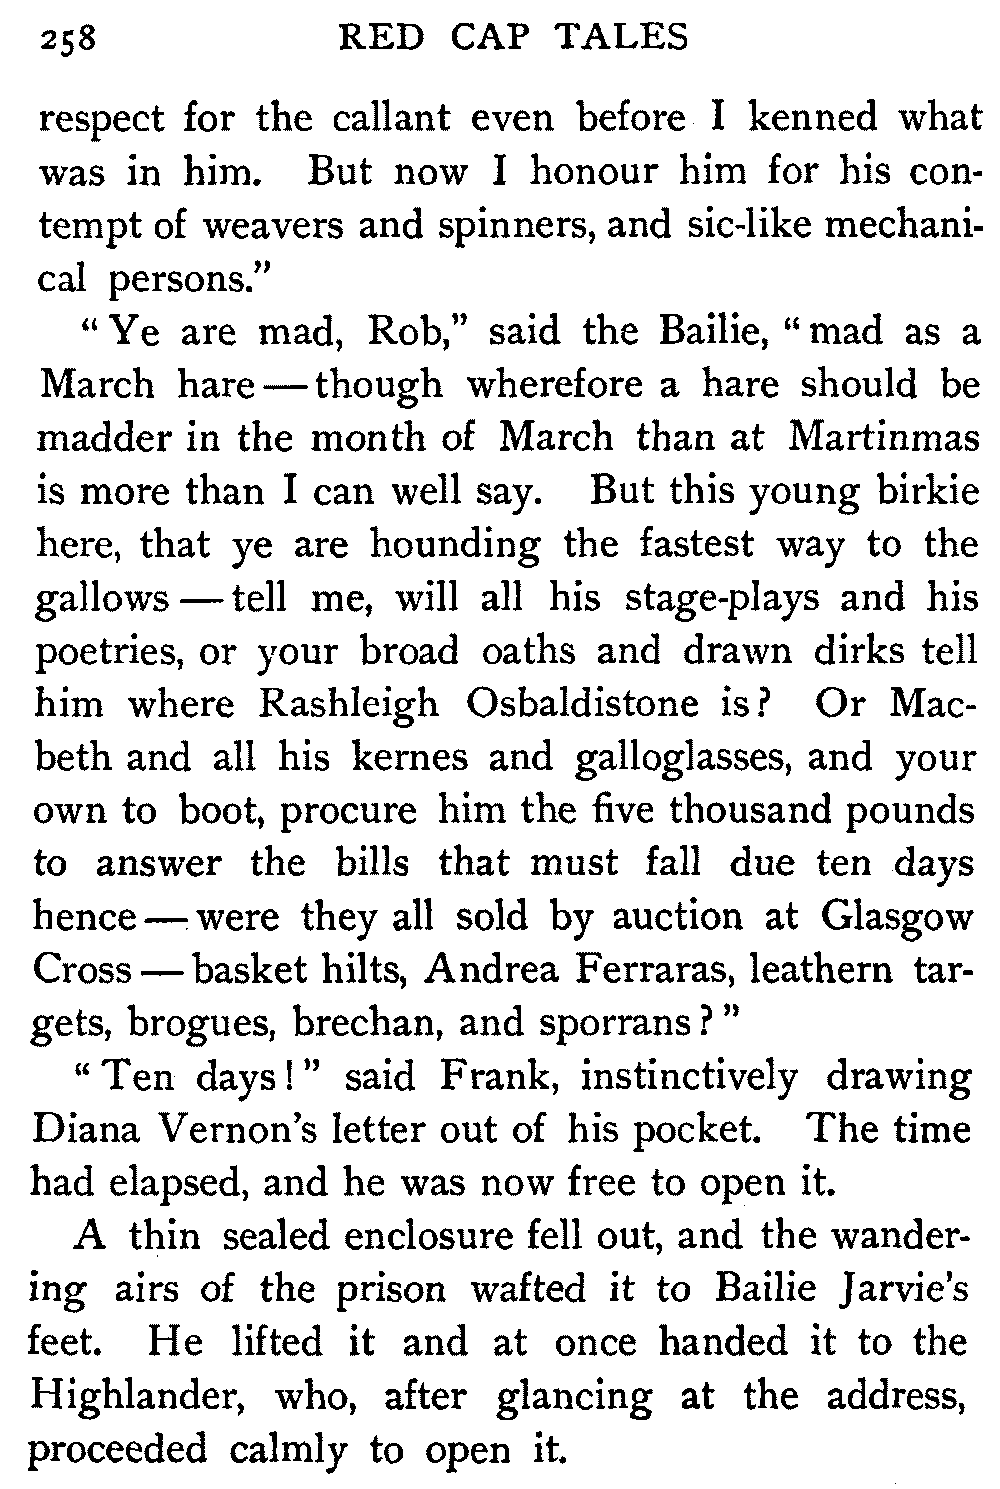 258 RED CAP TALES
respect for the callant even before I kenned what
was in him. But now I honour him for his con-
tempt of weavers and spinners, and sic-like mechani-
cal persons."
"Ye are mad, Rob," said the Bailie, "mad as a
March hare — though wherefore a hare should be
madder in the month of March than at Martinmas
is more than I can well say. But this young birkie
here, that ye are hounding the fastest way to the
gallows — tell me, will all his stage-plays and his
poetries, or your broad oaths and drawn dirks tell
him where Rashleigh Osbaldistone is? Or Mac-
beth and all his kernes and galloglasses, and your
own to boot, procure him the five thousand pounds
to answer the bills that must fall due ten days
hence — were they all sold by auction at Glasgow
Cross — basket hilts, Andrea Ferraras, leathern tar-
gets, brogues, brechan, and sporrans?"
"Ten days!" said Frank, instinctively drawing
Diana Vernon's letter out of his pocket. The time
had elapsed, and he was now free to open it.
A thin sealed enclosure fell out, and the wander-
ing airs of the prison wafted it to Bailie Jarvie's
feet. He lifted it and at once handed it to the
Highlander, who, after glancing at the address,
proceeded calmly to open it.